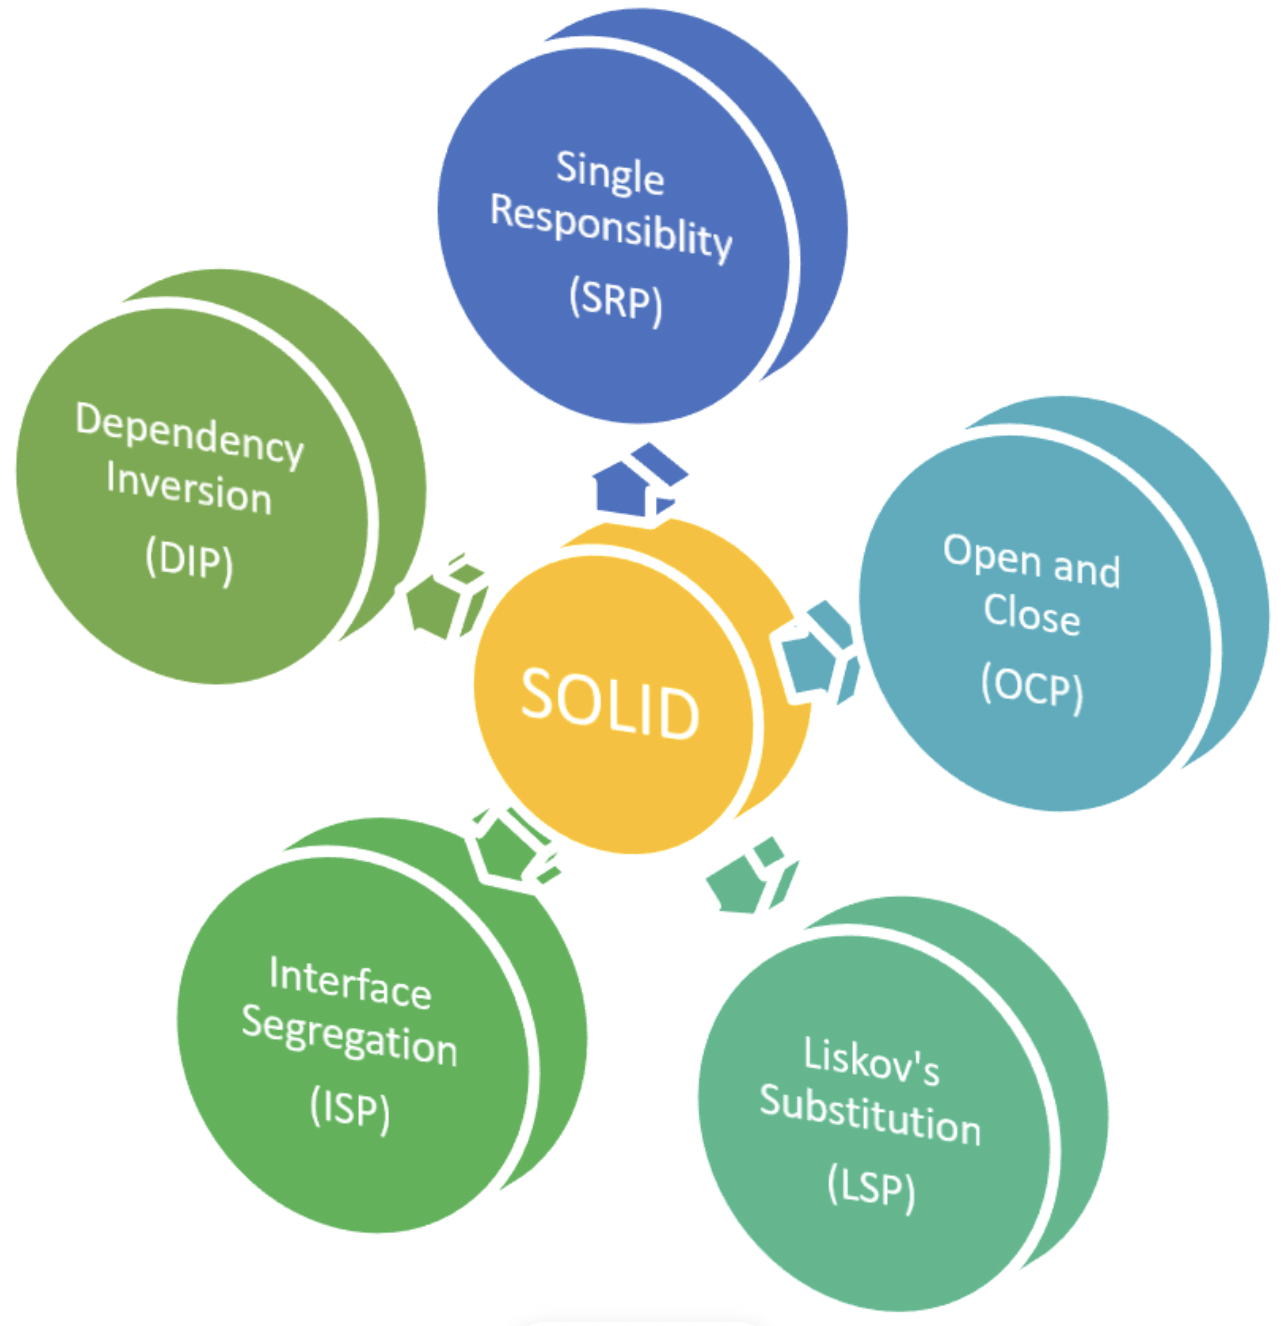 Single
Responsiblity
(SRP)
Dependency
Inversion
(DIP)
Open and
Close
(OCP)
SOLID
Interface
Segregation
(ISP)
Liskov's
Substitution
(LSP)